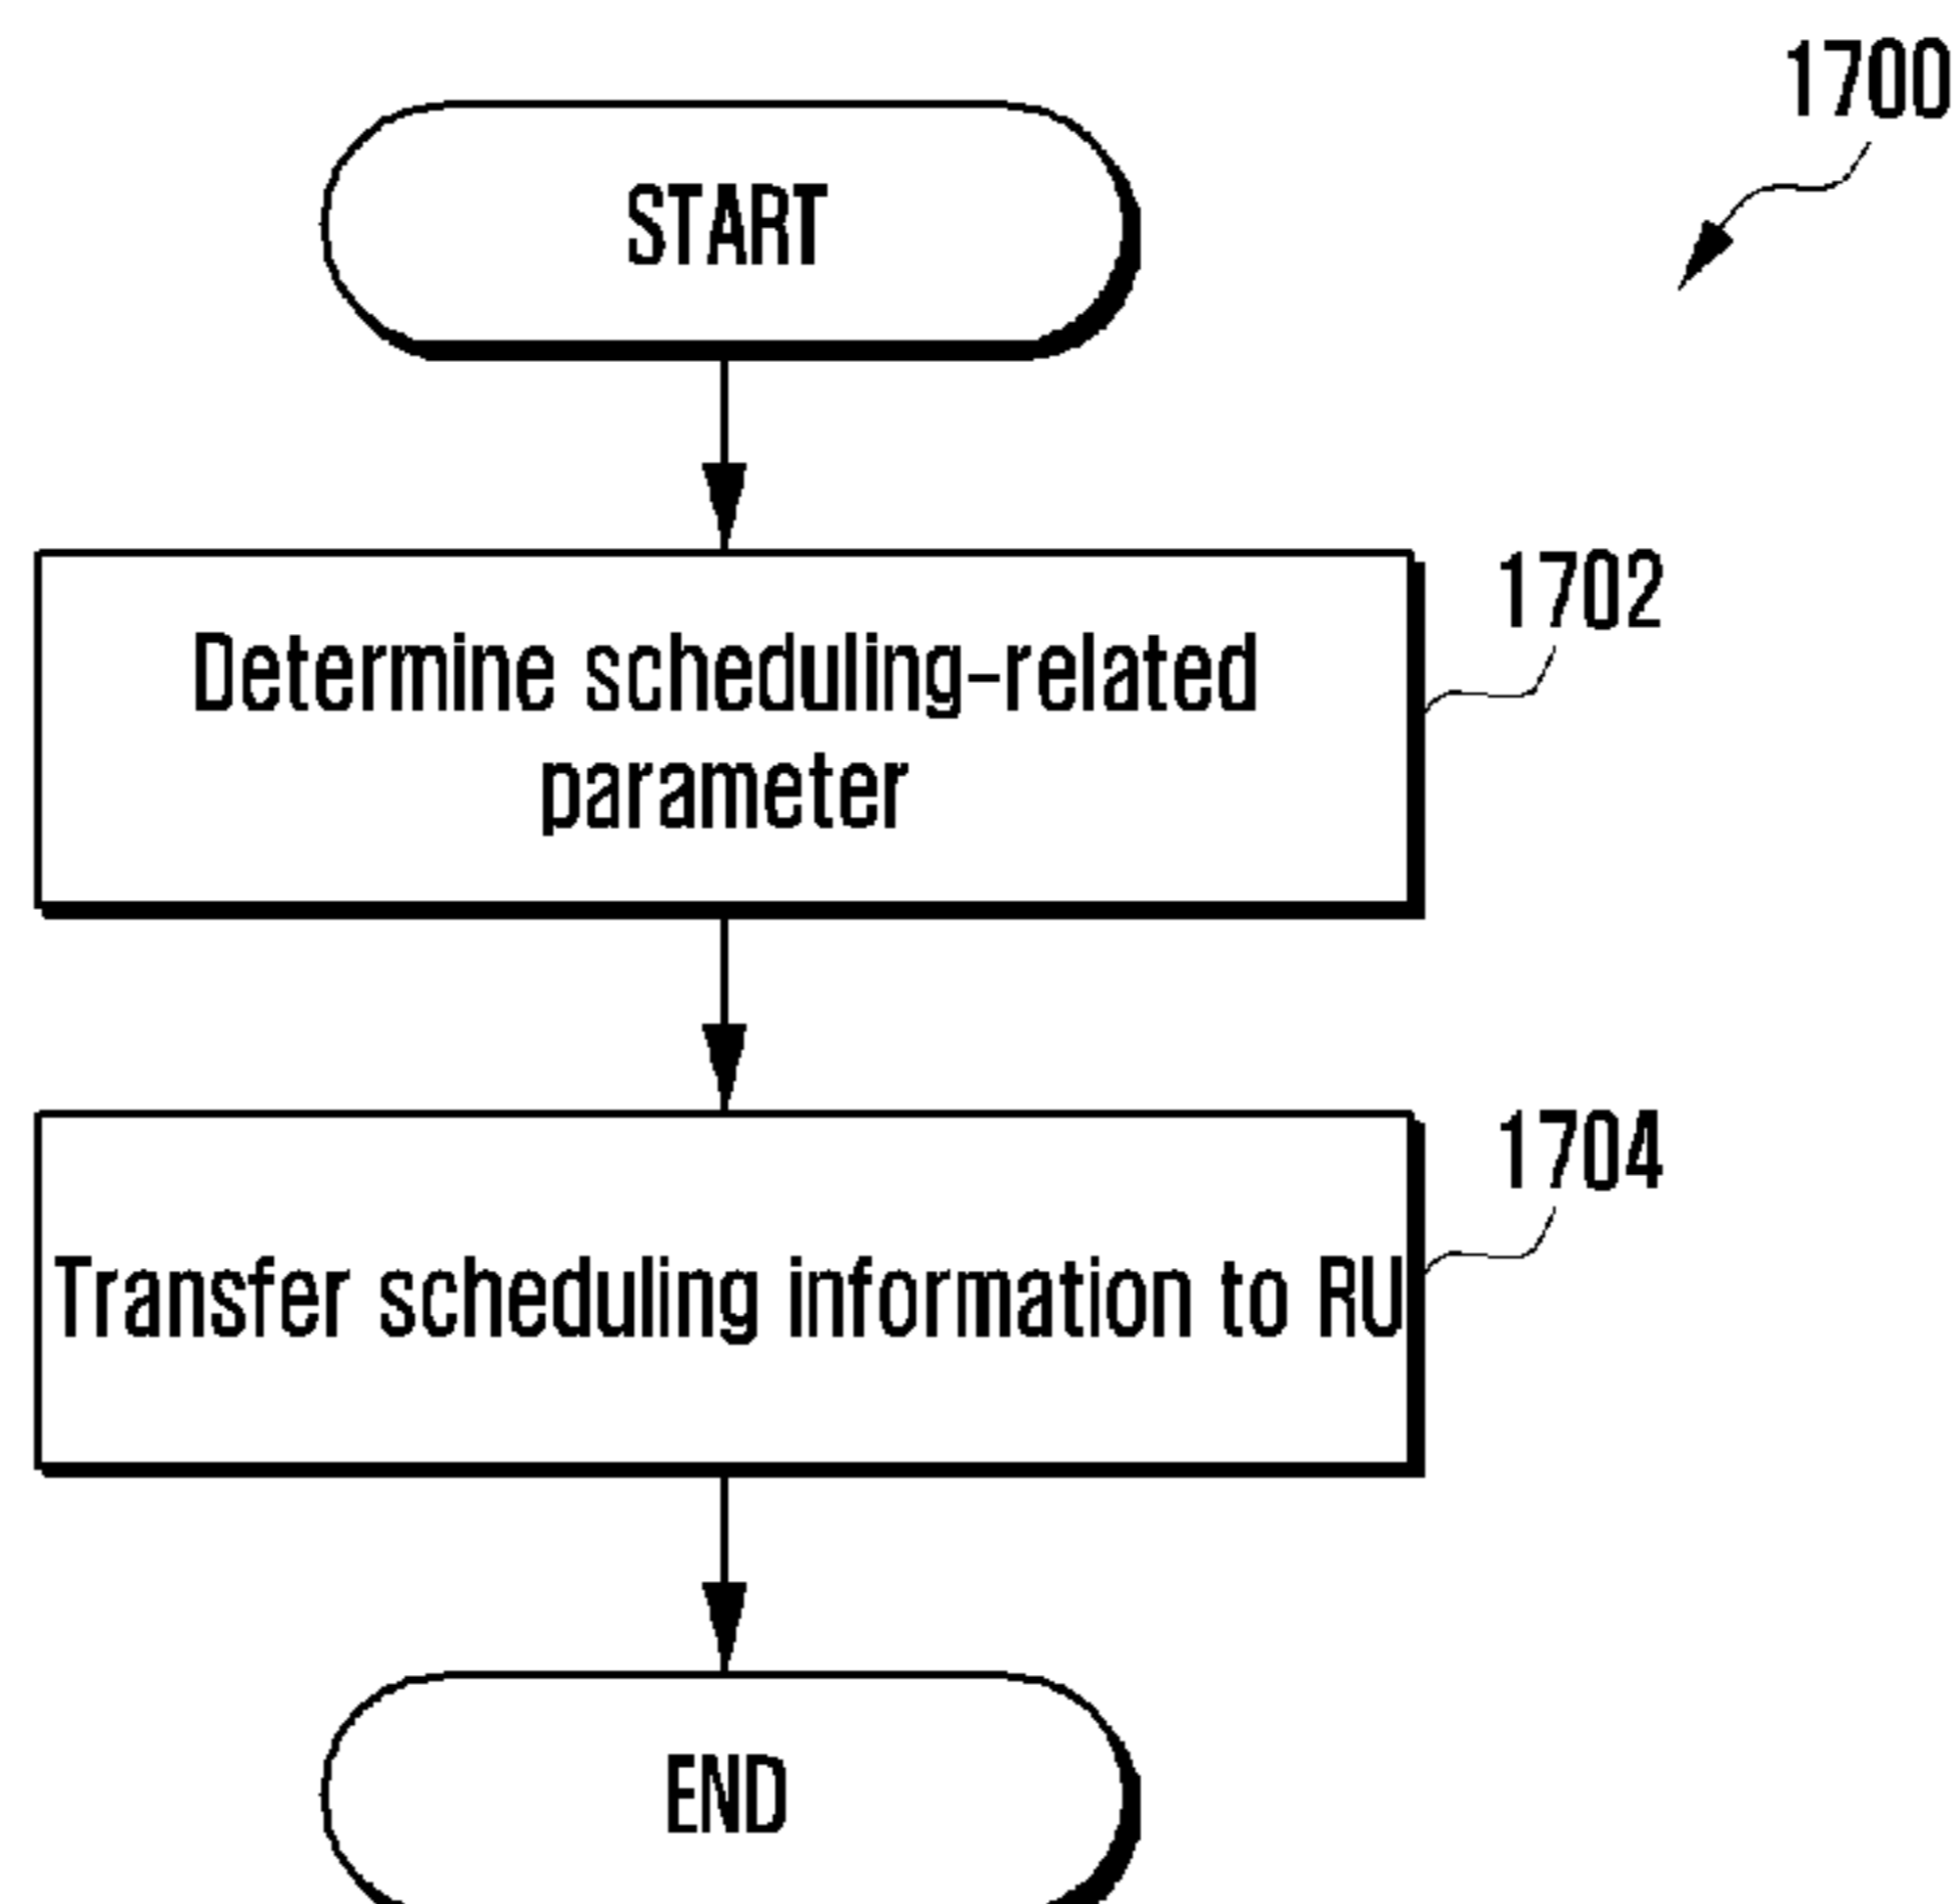 1700
START
1702
Determine scheduling-related
parameter
1704
Transfer scheduling information to RU
END